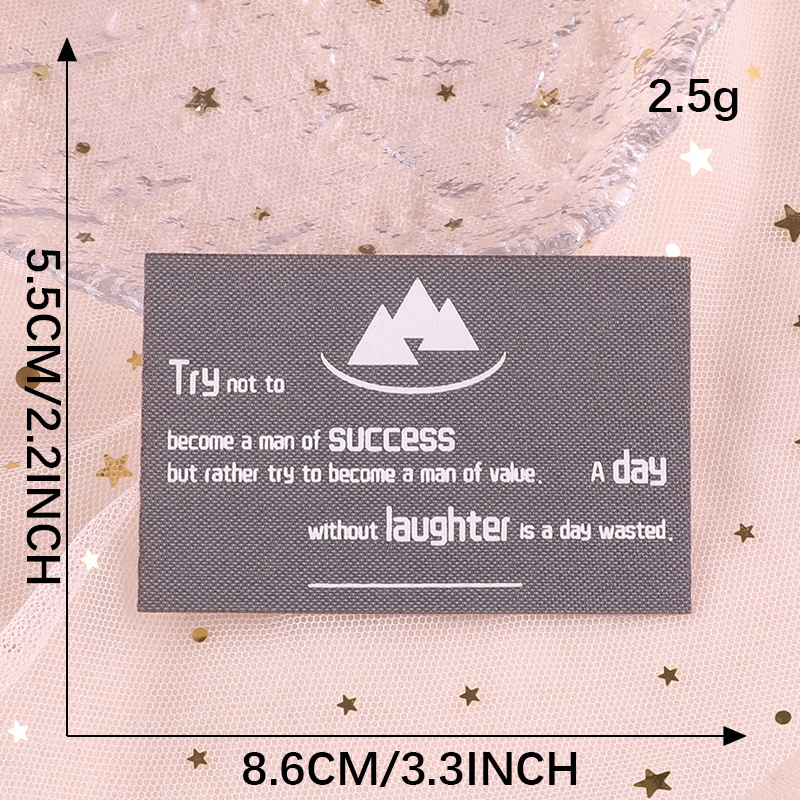 2.5g
5.5CM/2.2INCH
Try not to
become a man of success
but rather try to become a man of value. A day
without laughter is a day wasted.
8.6CM/3.3INCH